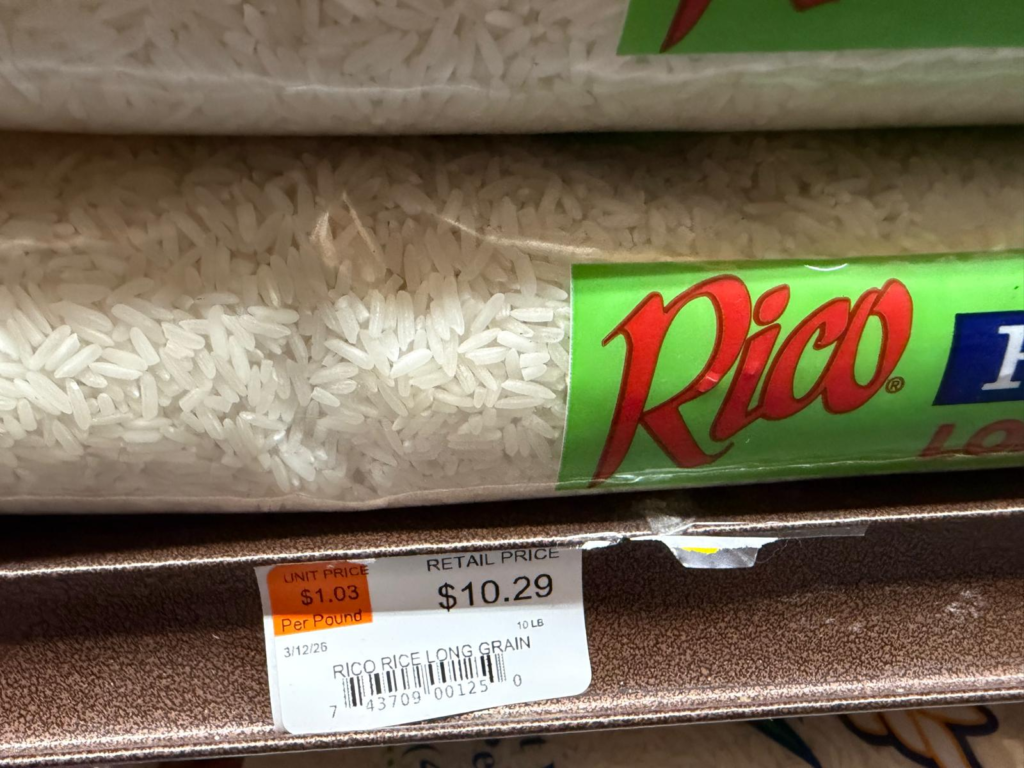 Rico®
LO
UNIT PRICE
$1.03
Per Pound
RETAIL PRICE
$10.29
10 LB
3/12/26
RICO RICE LONG GRAIN
7 43709 00125 0